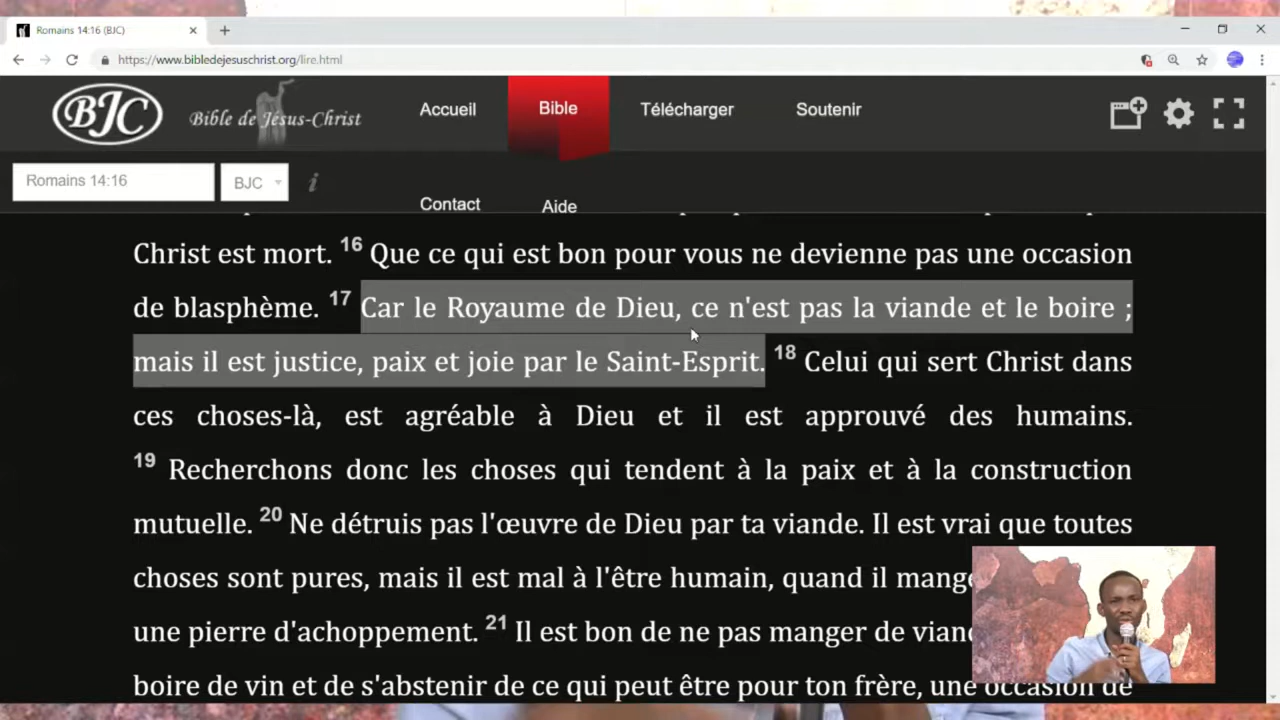 Romains 14:16 (BJC)
https://www.bibledejesuschrist.org/lire.html
BJC
Bible de Jésus-Christ
Accueil
Bible
Télécharger
Soutenir
Romains 14:16
BJC
i
Contact
Aide
Christ est mort. 16 Que ce qui est bon pour vous ne devienne pas une occasion
de blasphème. 17 Car le Royaume de Dieu, ce n'est pas la viande et le boire ;
mais il est justice, paix et joie par le Saint-Esprit. 18 Celui qui sert Christ dans
ces choses-là, est agréable à Dieu et il est approuvé des humains.
19 Recherchons donc les choses qui tendent à la paix et à la construction
mutuelle. 20 Ne détruis pas l'œuvre de Dieu par ta viande. Il est vrai que toutes
choses sont pures, mais il est mal à l'être humain, quand il mange
une pierre d'achoppement. 21 Il est bon de ne pas manger de
boire de vin et de s'abstenir de ce qui peut être pour ton frère, une occasion de